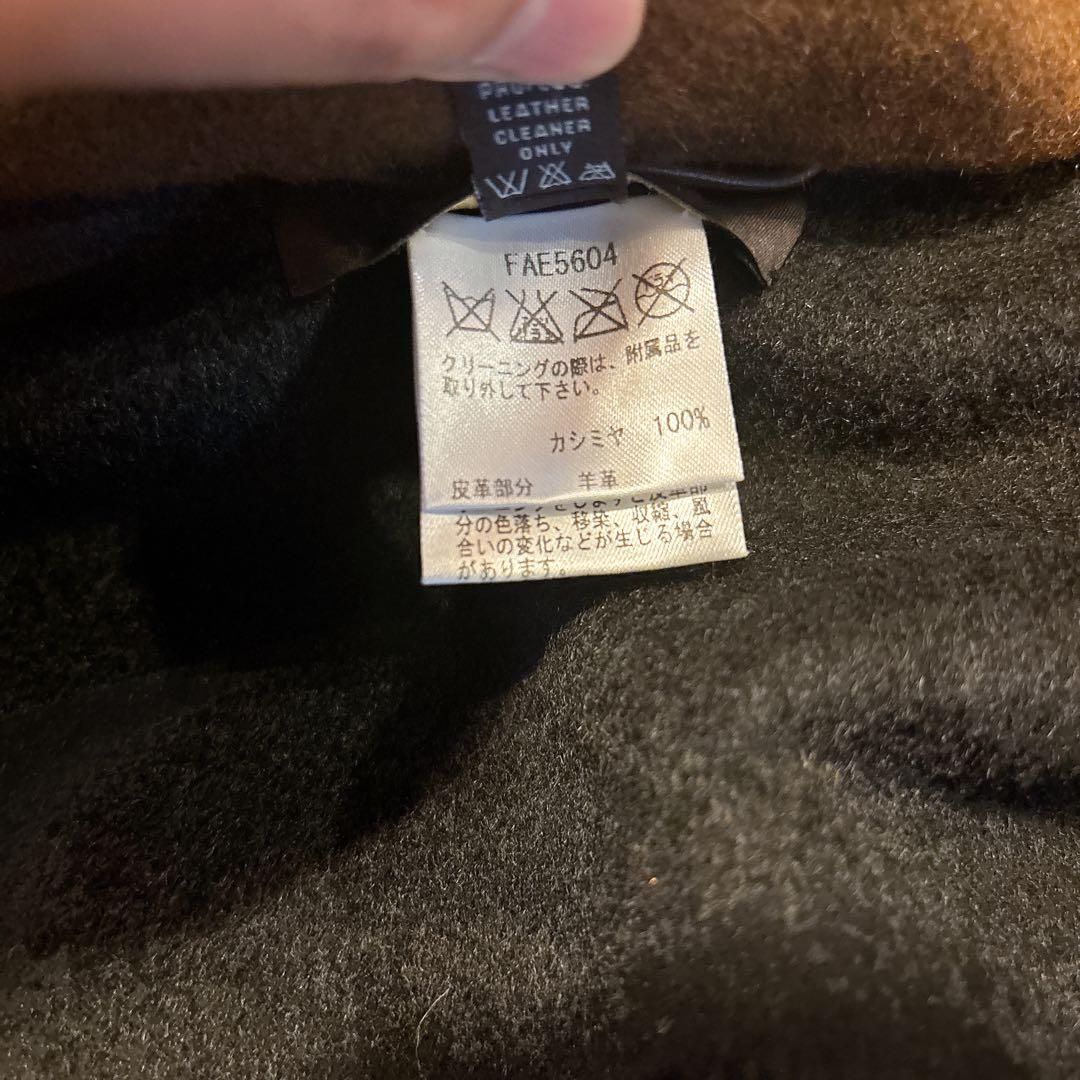 LEATHER
CLEANER
ONLY
FAE5604
クリーニングの際は、附属品を
取り外して下さい。
カシミヤ 100%
皮革部分 羊革
分の色落ち、移染、収縮、風
合いの変化などが生じる場合
があります。